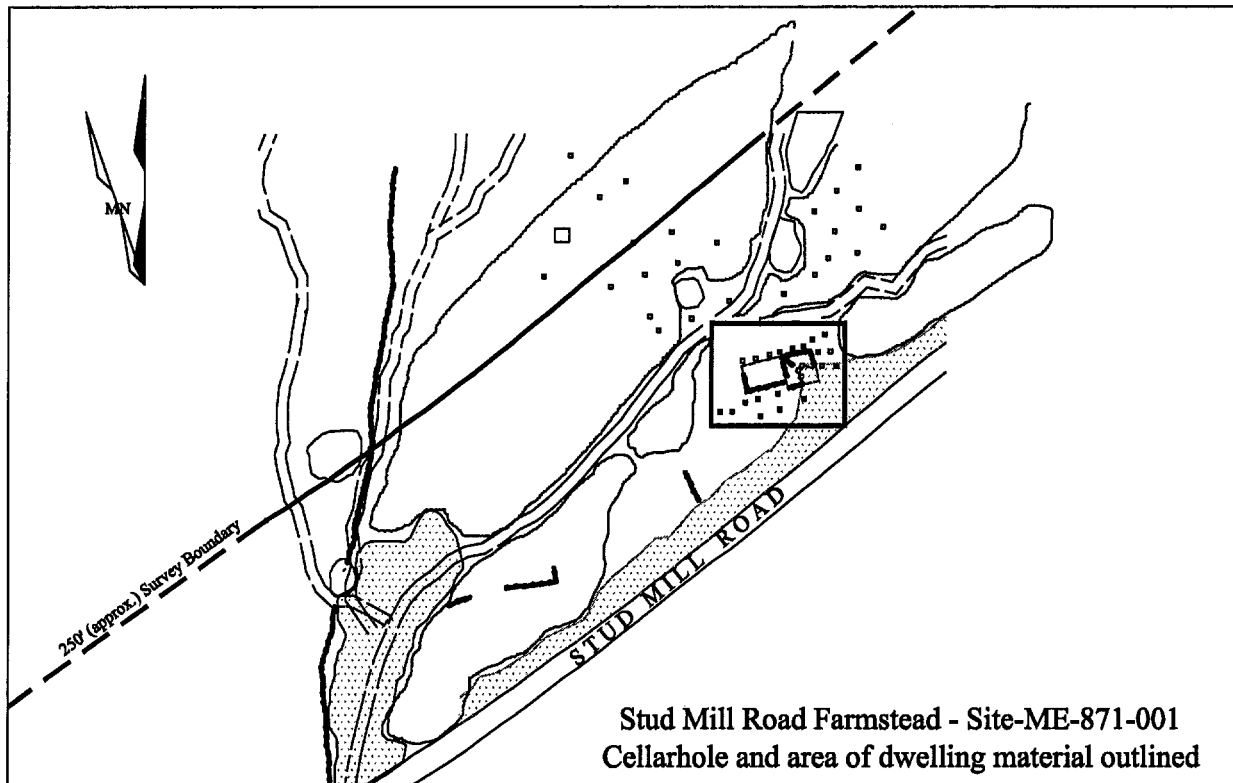 MN
250' (approx.) Survey Boundary
STUD MILL ROAD
Stud Mill Road Farmstead - Site-ME-871-001
Cellarhole and area of dwelling material outlined